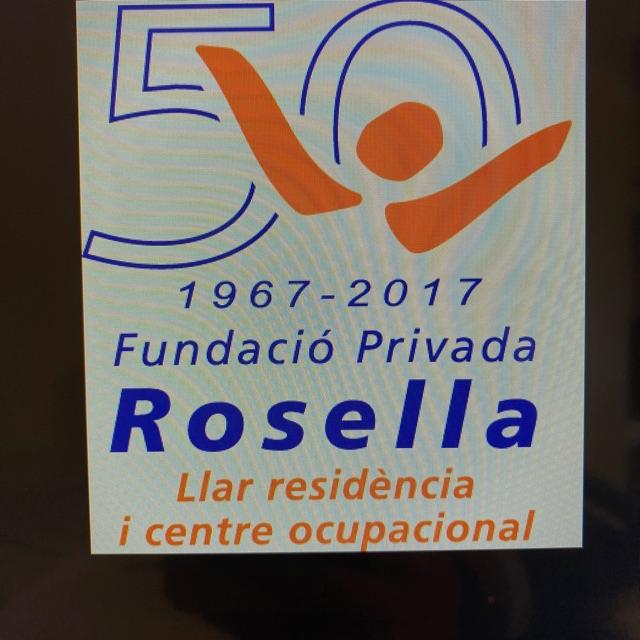 50
1967-2017
Fundació Privada
Rosella
Llar residència
i centre ocupacional